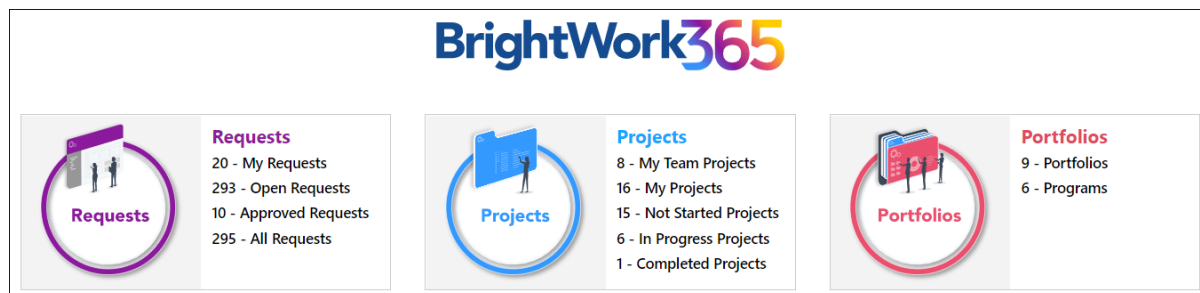 BrightWork365
Requests
Requests
20 - My Requests
293 - Open Requests
10 - Approved Requests
295 - All Requests
Projects
Projects
8 - My Team Projects
16 - My Projects
15 - Not Started Projects
6 - In Progress Projects
1 - Completed Projects
Portfolios
Portfolios
9 - Portfolios
6 - Programs